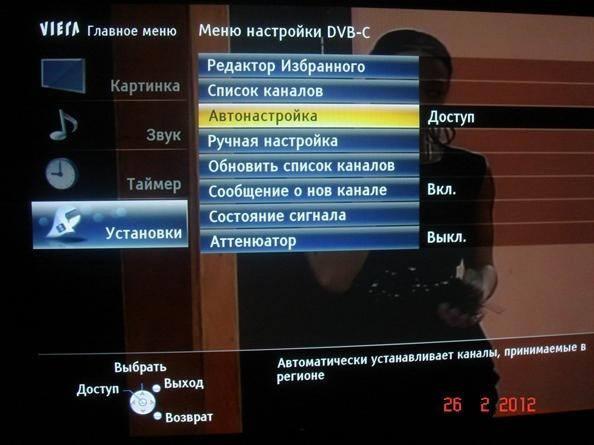 VIERA Главное меню
Меню настройки DVB-C
Картинка
Звук
Таймер
Установки
Редактор Избранного
Список каналов
Автонастройка Доступ
Ручная настройка
Обновить список каналов
Сообщение о нов канале Вкл.
Состояние сигнала
Аттенюатор Выкл.
Выбрать
Доступ
Выход
Возврат
Автоматически устанавливает каналы, принимаемые в
регионе
26 2 2012